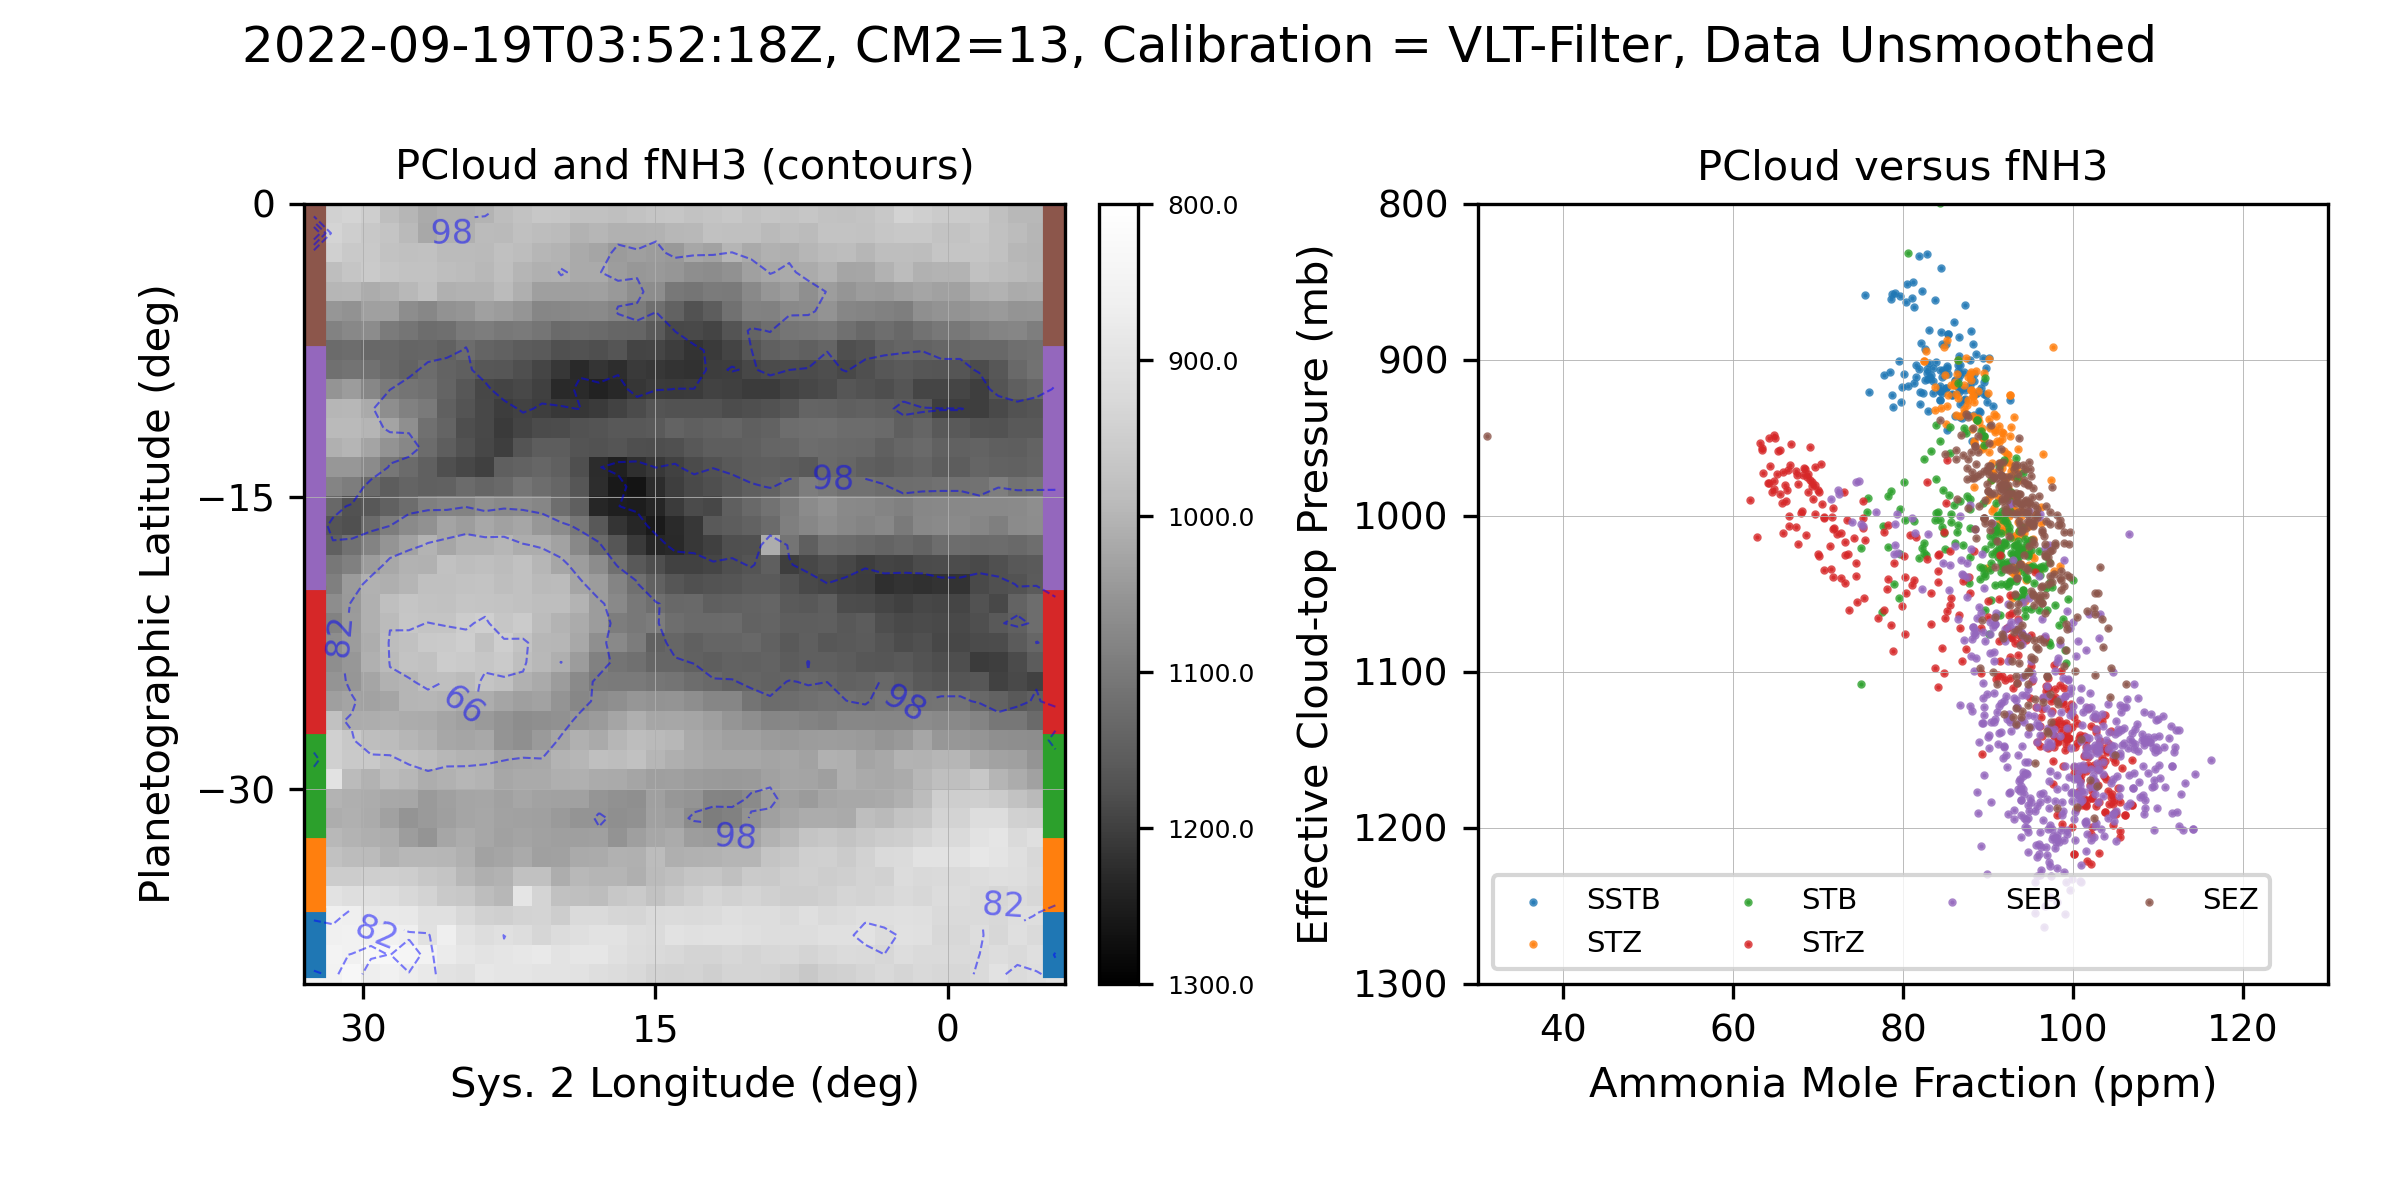 2022-09-19T03:52:18Z, CM2=13, Calibration = VLT-Filter, Data Unsmoothed
PCloud and fNH3 (contours)
Planetographic Latitude (deg)
0
−15
−30
98
98
82
66
98
98
82
82
30
15
0
Sys. 2 Longitude (deg)
800.0
900.0
1000.0
1100.0
1200.0
1300.0
PCloud versus fNH3
Effective Cloud-top Pressure (mb)
800
900
1000
1100
1200
1300
SSTB STB SEB SEZ
STZ STrZ
40 60 80 100 120
Ammonia Mole Fraction (ppm)